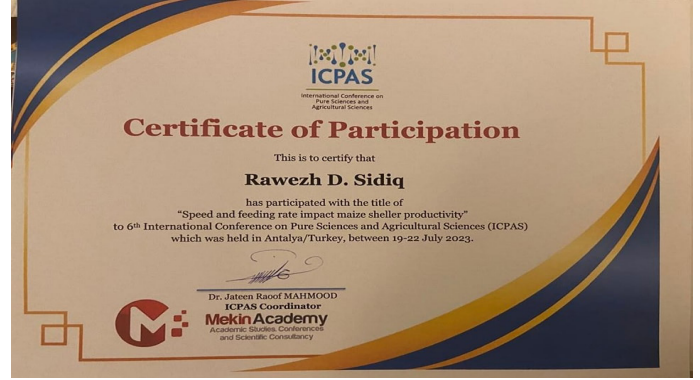 ICPAS
International Conference on
Pure Sciences and
Agricultural Sciences
Certificate of Participation
This is to certify that
Rawezh D. Sidiq
has participated with the title of
“Speed and feeding rate impact maize sheller productivity”
to 6th International Conference on Pure Sciences and Agricultural Sciences (ICPAS)
which was held in Antalya/Turkey, between 19-22 July 2023.
Dr. Jateen Raoof MAHMOOD
ICPAS Coordinator
Mekin Academy
Academic Studies, Conferences
and Scientific Consultancy